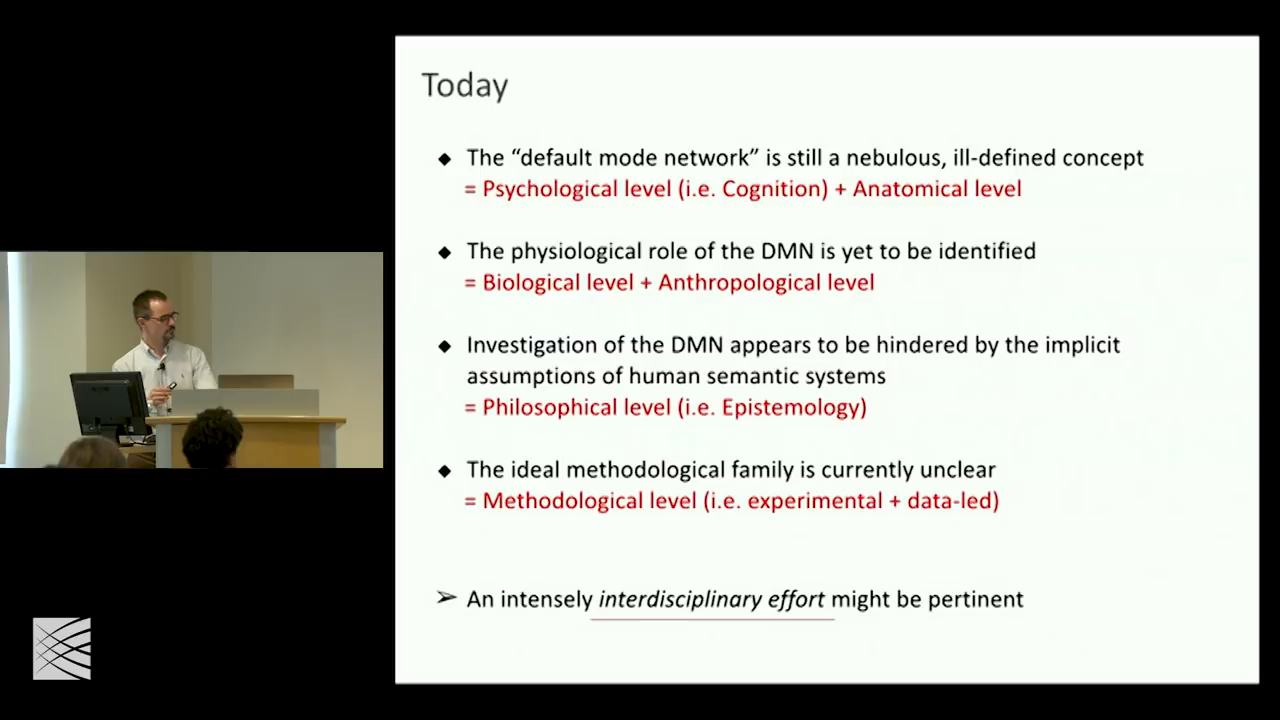 Today
◆ The “default mode network” is still a nebulous, ill-defined concept
= Psychological level (i.e. Cognition) + Anatomical level
◆ The physiological role of the DMN is yet to be identified
= Biological level + Anthropological level
◆ Investigation of the DMN appears to be hindered by the implicit
assumptions of human semantic systems
= Philosophical level (i.e. Epistemology)
◆ The ideal methodological family is currently unclear
= Methodological level (i.e. experimental + data-led)
➢ An intensely interdisciplinary effort might be pertinent